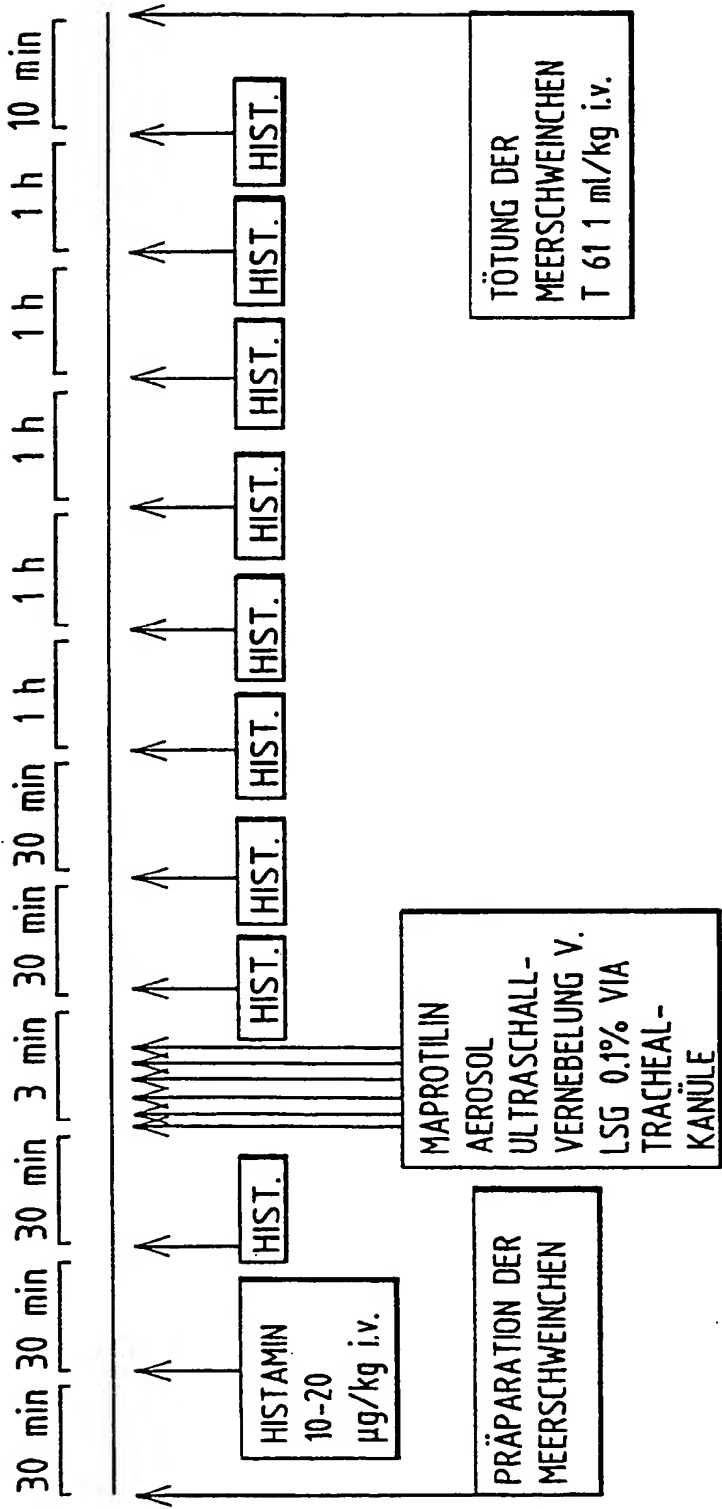 30 min
30 min
30 min
3 min
30 min
30 min
1 h
1 h
1 h
1 h
1 h
10 min
HISTAMIN
10-20
µg/kg i.v.
HIST.
HIST.
HIST.
HIST.
HIST.
HIST.
HIST.
HIST.
HIST.
PRÄPARATION DER
MEERSCHWEINCHEN
MAPROTILIN
AEROSOL
ULTRASCHALL-
VERNEBELUNG V.
LSG 0.1% VIA
TRACHEAL-
KANÜLE
TÖTUNG DER
MEERSCHWEINCHEN
T 61 1 ml/kg i.v.